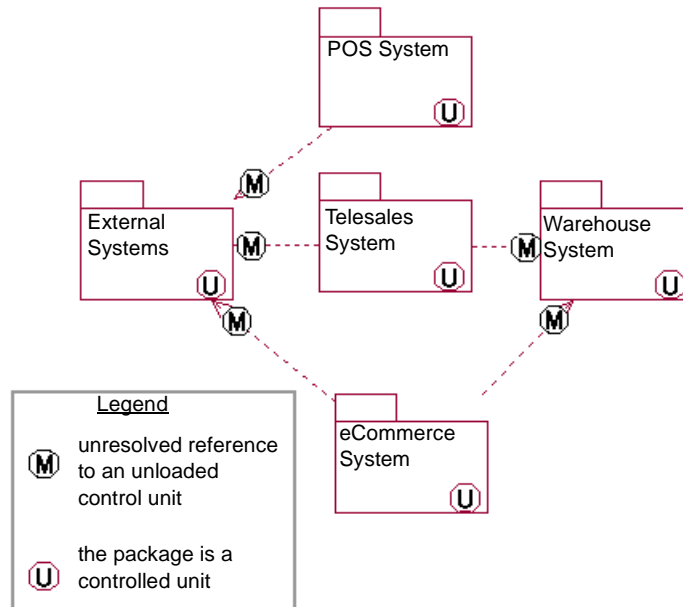 POS System
U
M
External
Systems
M
U
Telesales
System
U
M
Warehouse
System
U
M
M
eCommerce
System
U
Legend
M
unresolved reference
to an unloaded
control unit
U
the package is a
controlled unit